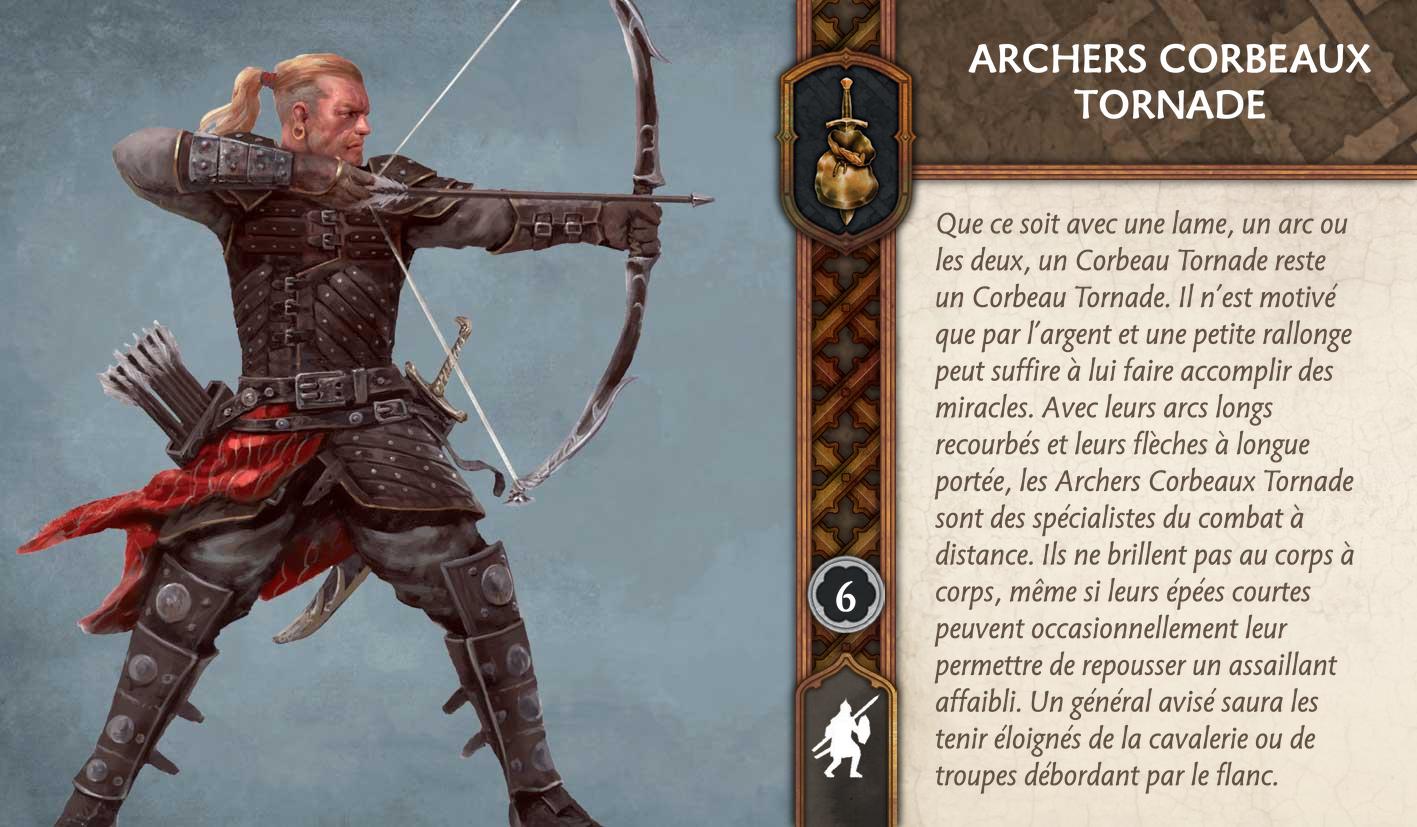 ARCHERS CORBEAUX
TORNADE
Que ce soit avec une lame, un arc ou
les deux, un Corbeau Tornade reste
un Corbeau Tornade. Il n’est motivé
que par l’argent et une petite rallonge
peut suffire à lui faire accomplir des
miracles. Avec leurs arcs longs
recourbés et leurs flèches à longue
portée, les Archers Corbeaux Tornade
sont des spécialistes du combat à
distance. Ils ne brillent pas au corps à
corps, même si leurs épées courtes
peuvent occasionnellement leur
permettre de repousser un assaillant
affaibli. Un général avisé saura les
tenir éloignés de la cavalerie ou de
troupes débordant par le flanc.
6